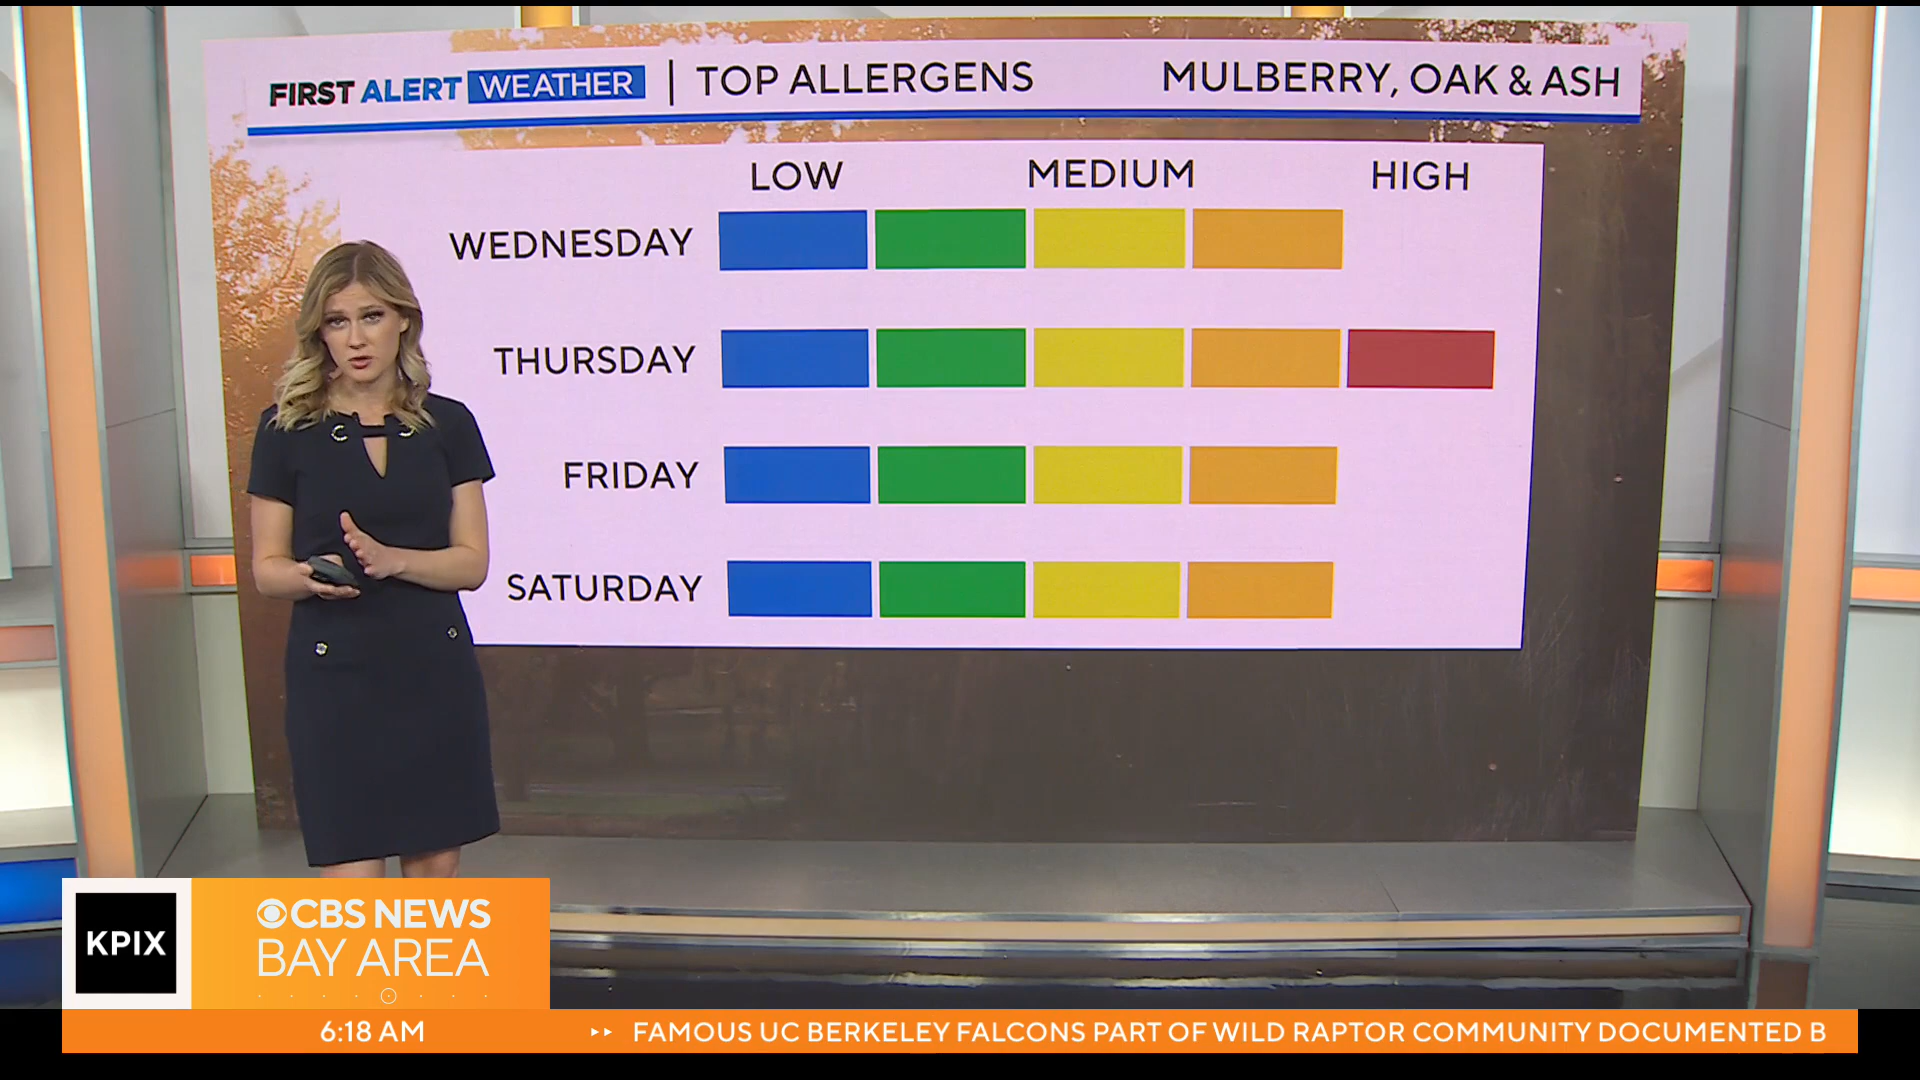 FIRST ALERT WEATHER | TOP ALLERGENS MULBERRY, OAK & ASH
LOW MEDIUM HIGH
WEDNESDAY
THURSDAY
FRIDAY
SATURDAY
KPIX
CBS NEWS
BAY AREA
6:18 AM FAMOUS UC BERKELEY FALCONS PART OF WILD RAPTOR COMMUNITY DOCUMENTED B